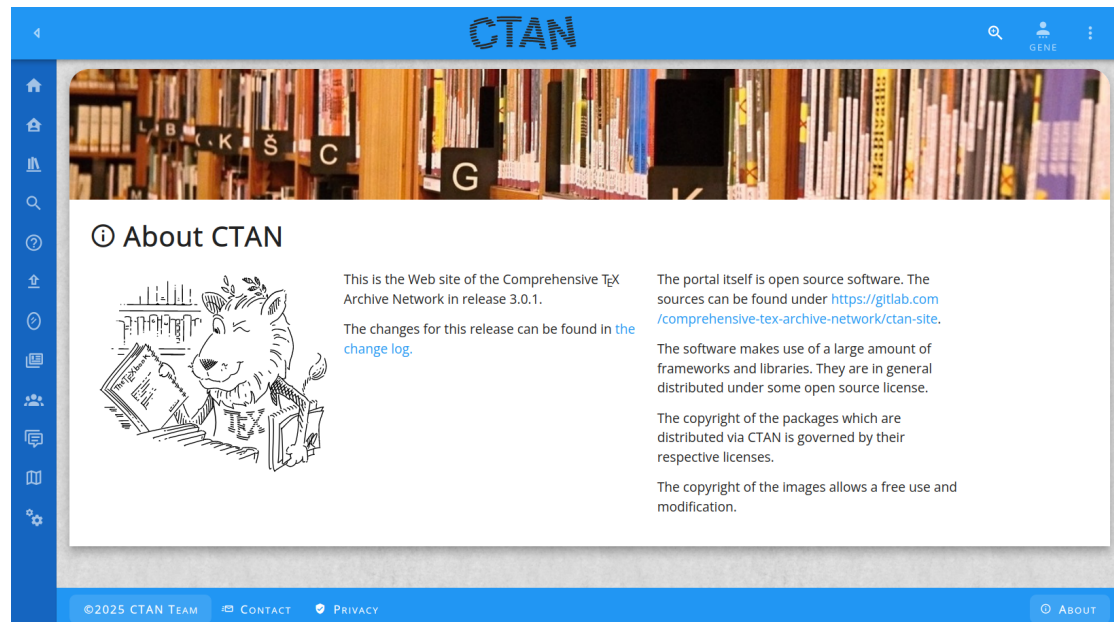 CTAN
GENE
L B K Š C G K
About CTAN
The TEXbook
TEX
This is the Web site of the Comprehensive TEX
Archive Network in release 3.0.1.
The changes for this release can be found in the
change log.
The portal itself is open source software. The
sources can be found under https://gitlab.com
/comprehensive-tex-archive-network/ctan-site.
The software makes use of a large amount of
frameworks and libraries. They are in general
distributed under some open source license.
The copyright of the packages which are
distributed via CTAN is governed by their
respective licenses.
The copyright of the images allows a free use and
modification.
©2025 CTAN TEAM
CONTACT
PRIVACY
ABOUT